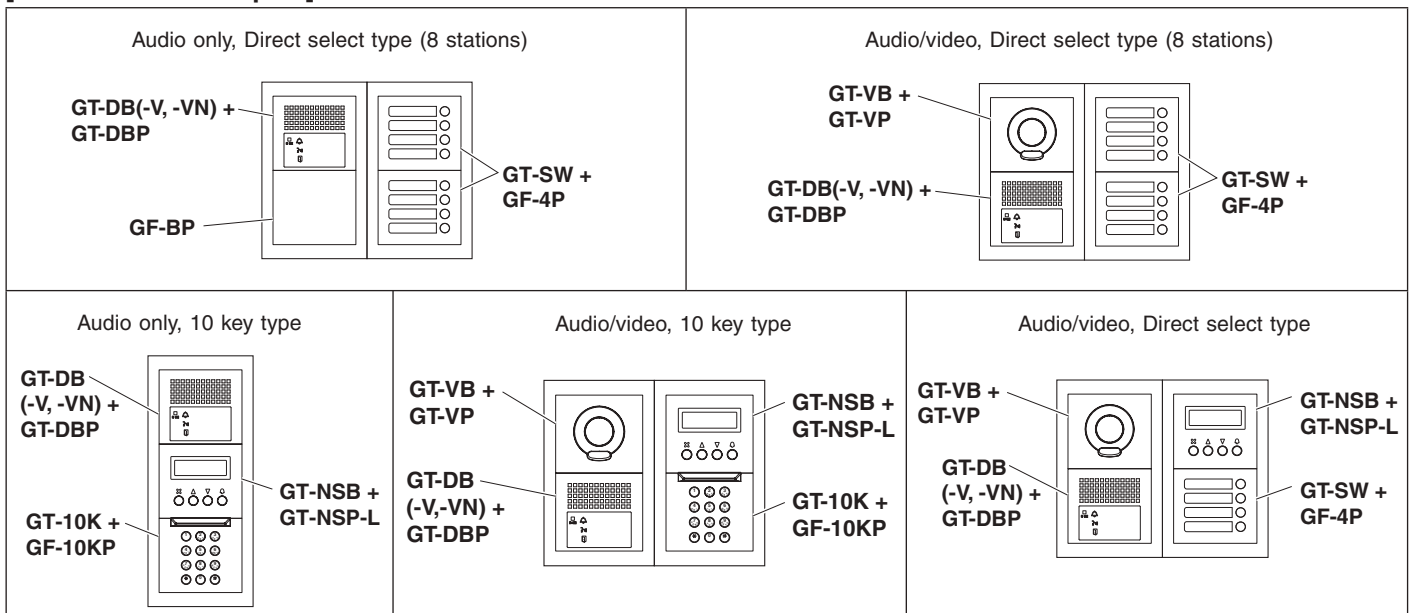 Audio only, Direct select type (8 stations)
GT-DB(-V, -VN) +
GT-DBP
GF-BP
GT-SW +
GF-4P
Audio/video, Direct select type (8 stations)
GT-VB +
GT-VP
GT-DB(-V, -VN) +
GT-DBP
GT-SW +
GF-4P
Audio only, 10 key type
GT-DB
(-V, -VN) +
GT-DBP
GT-10K +
GF-10KP
GT-NSB +
GT-NSP-L
Audio/video, 10 key type
GT-VB +
GT-VP
GT-DB
(-V,-VN) +
GT-DBP
GT-NSB +
GT-NSP-L
GT-10K +
GF-10KP
Audio/video, Direct select type
GT-VB +
GT-VP
GT-DB
(-V, -VN) +
GT-DBP
GT-NSB +
GT-NSP-L
GT-SW +
GF-4P